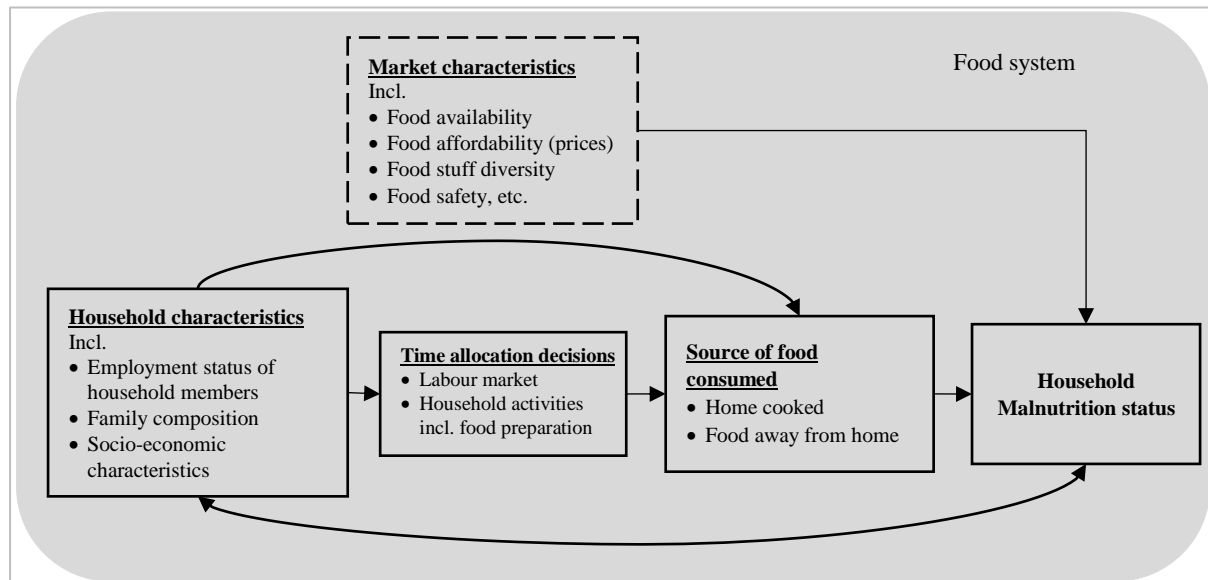 Food system
Market characteristics
Incl.
• Food availability
• Food affordability (prices)
• Food stuff diversity
• Food safety, etc.
Household characteristics
Incl.
• Employment status of
household members
• Family composition
• Socio-economic
characteristics
Time allocation decisions
• Labour market
• Household activities
incl. food preparation
Source of food
consumed
• Home cooked
• Food away from home
Household
Malnutrition status